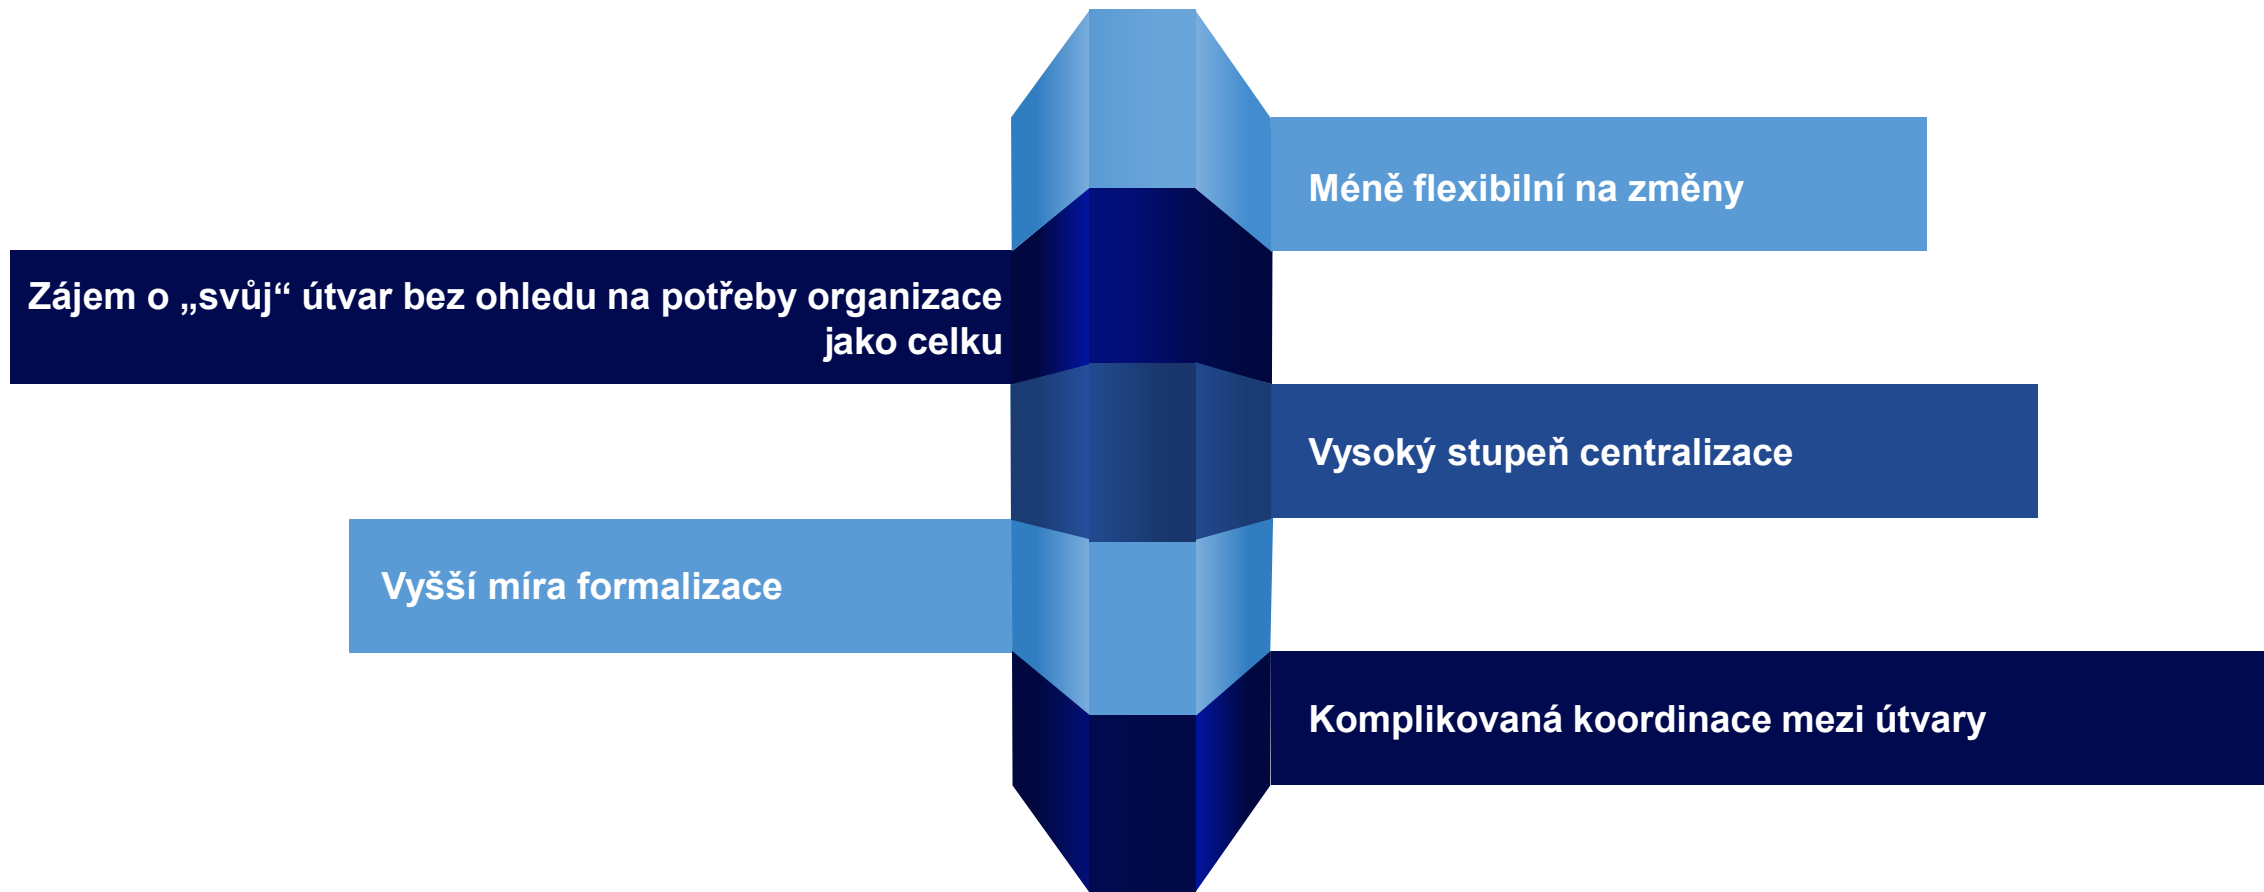 Méně flexibilní na změny
Zájem o „svůj“ útvar bez ohledu na potřeby organizace
jako celku
Vysoký stupeň centralizace
Vyšší míra formalizace
Komplikovaná koordinace mezi útvary